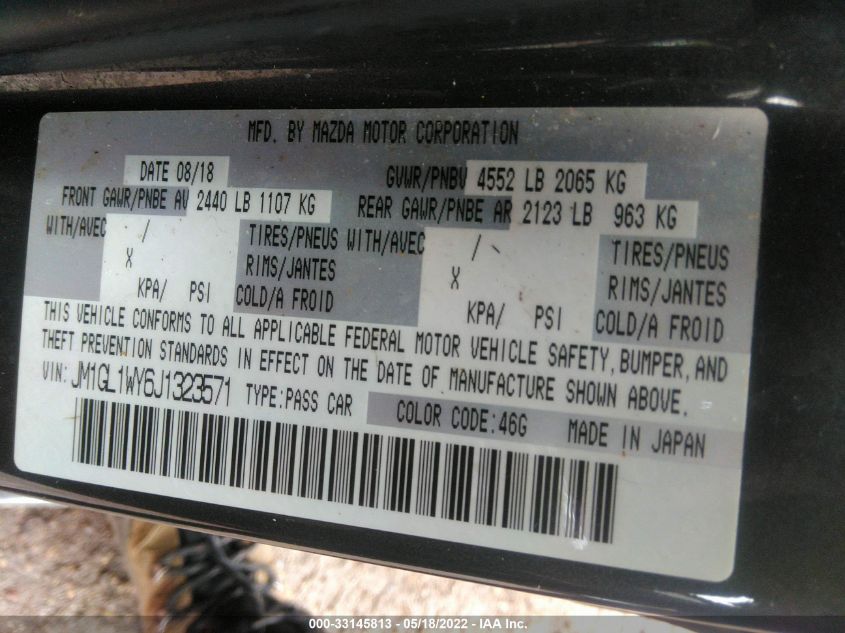 MFD. BY MAZDA MOTOR CORPORATION
DATE 08/18 GVWR/PNBV 4552 LB 2065 KG
FRONT GAWR/PNBE AV 2440 LB 1107 KG REAR GAWR/PNBE AR 2123 LB 963 KG
WITH/AVEC / TIRES/PNEUS WITH/AVEC / TIRES/PNEUS
X RIMS/JANTES X RIMS/JANTES
KPA/ PSI COLD/A FROID KPA/ PSI COLD/A FROID
THIS VEHICLE CONFORMS TO ALL APPLICABLE FEDERAL MOTOR VEHICLE SAFETY, BUMPER, AND
THEFT PREVENTION STANDARDS IN EFFECT ON THE DATE OF MANUFACTURE SHOWN ABOVE.
VIN: JM1GL1WY6J1323571 TYPE:PASS CAR COLOR CODE:46G MADE IN JAPAN
000-33145813 - 05/18/2022 - IAA Inc.